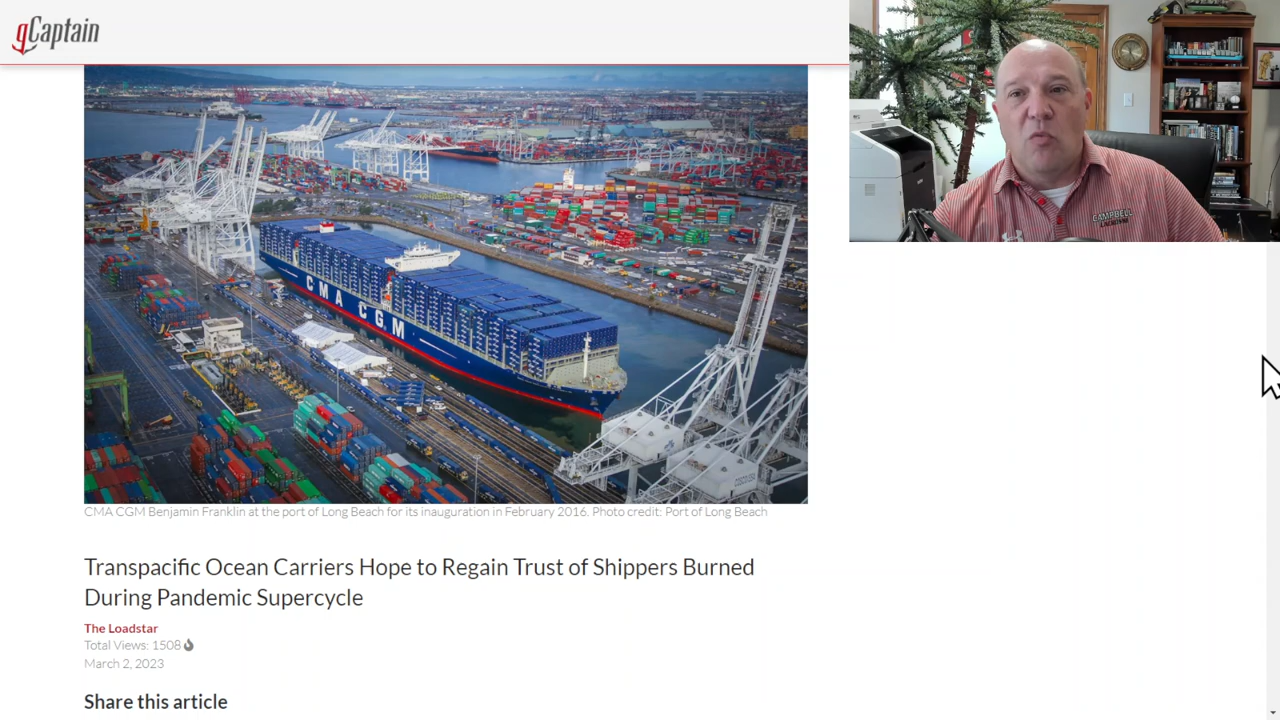 gCaptain
CMA CGM
CAMPBELL
CMA CGM Benjamin Franklin at the port of Long Beach for its inauguration in February 2016. Photo credit: Port of Long Beach
Transpacific Ocean Carriers Hope to Regain Trust of Shippers Burned
During Pandemic Supercycle
The Loadstar
Total Views: 1508
March 2, 2023
Share this article